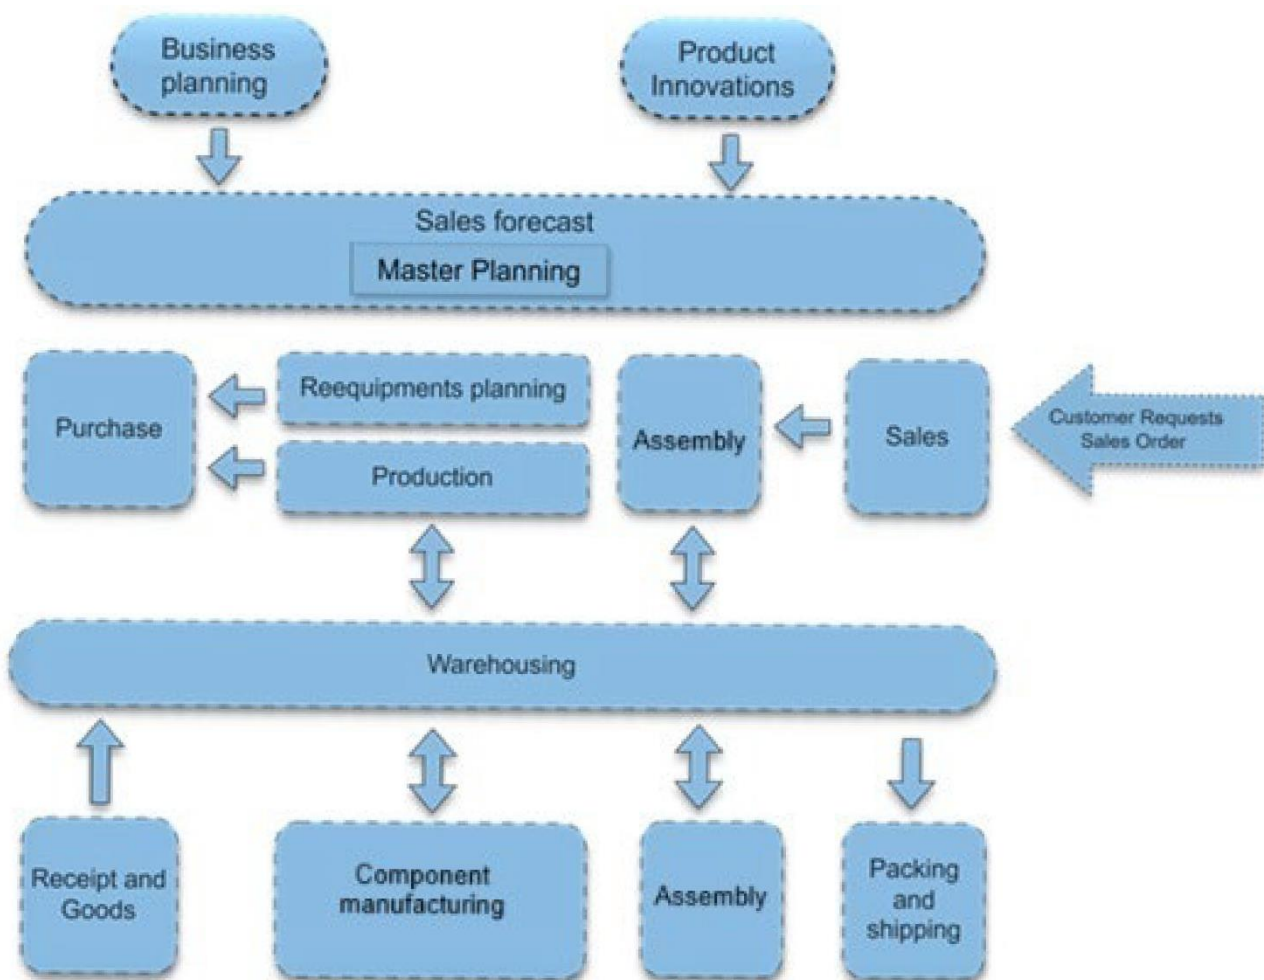 Business
planning
Product
Innovations
Sales forecast
Master Planning
Purchase
Reequipments planning
Production
Assembly
Sales
Customer Requests
Sales Order
Warehousing
Receipt and
Goods
Component
manufacturing
Assembly
Packing
and
shipping